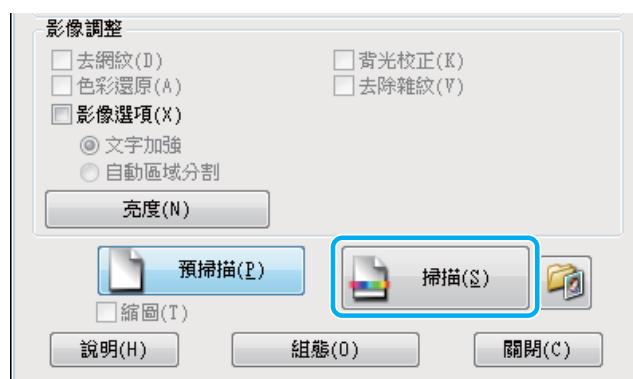 影像調整
去網紋(D) 背光校正(K)
色彩還原(A) 去除雜紋(V)
影像選項(X)
文字加強
自動區域分割
亮度(N)
預掃描(P) 掃描(S)
縮圖(T)
說明(H) 組態(O) 關閉(C)